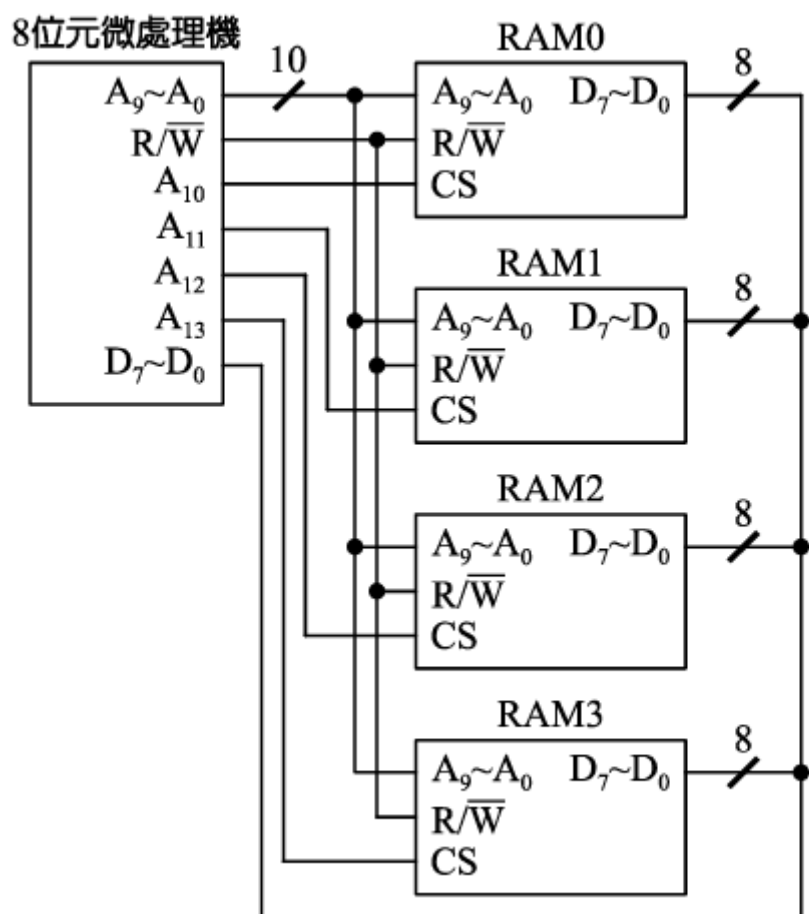 8位元微處理機
10
A₉~A₀
R/W̅
A₁₀
A₁₁
A₁₂
A₁₃
D₇~D₀
RAM0
8
A₉~A₀ D₇~D₀
R/W̅
CS
RAM1
8
A₉~A₀ D₇~D₀
R/W̅
CS
RAM2
8
A₉~A₀ D₇~D₀
R/W̅
CS
RAM3
8
A₉~A₀ D₇~D₀
R/W̅
CS